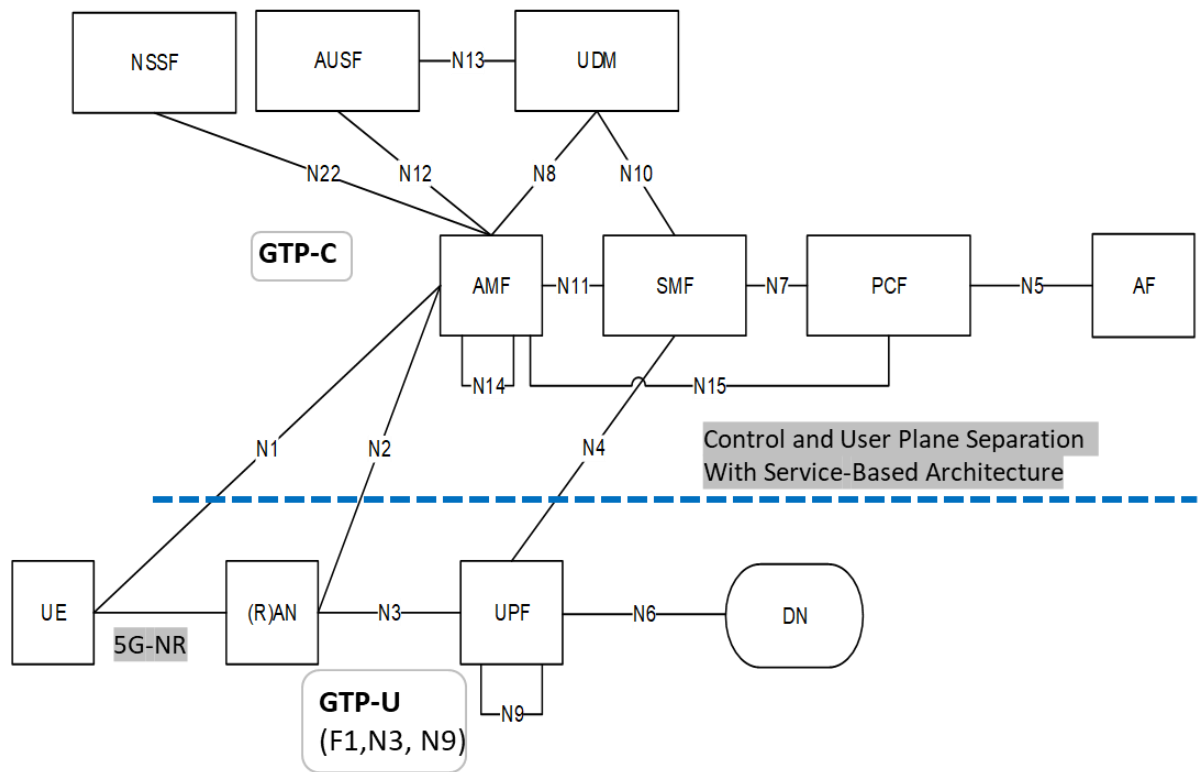 NSSF
AUSF
N13
UDM
N22
N12
N8
N10
GTP-C
AMF
N11
SMF
N7
PCF
N5
AF
N14
N15
N1
N2
N4
Control and User Plane Separation
With Service-Based Architecture
UE
5G-NR
(R)AN
N3
UPF
N6
DN
N9
GTP-U
(F1,N3, N9)